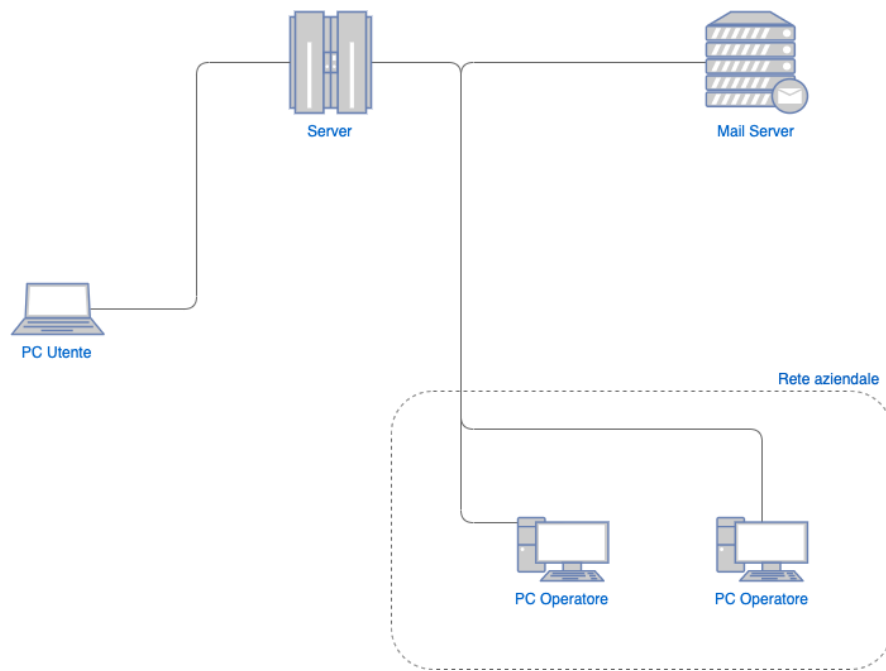 Server
Mail Server
PC Utente
Rete aziendale
PC Operatore
PC Operatore